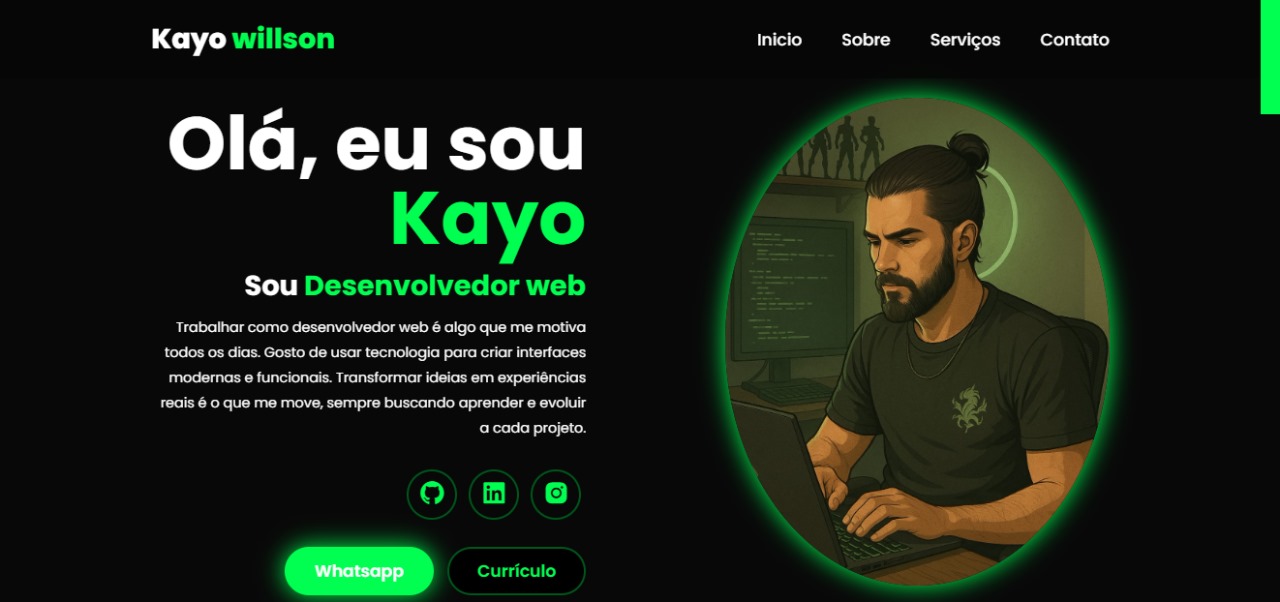 Kayo willson
Inicio Sobre Serviços Contato
Olá, eu sou
Kayo
Sou Desenvolvedor web
Trabalhar como desenvolvedor web é algo que me motiva
todos os dias. Gosto de usar tecnologia para criar interfaces
modernas e funcionais. Transformar ideias em experiências
reais é o que me move, sempre buscando aprender e evoluir
a cada projeto.
in
Whatsapp
Currículo